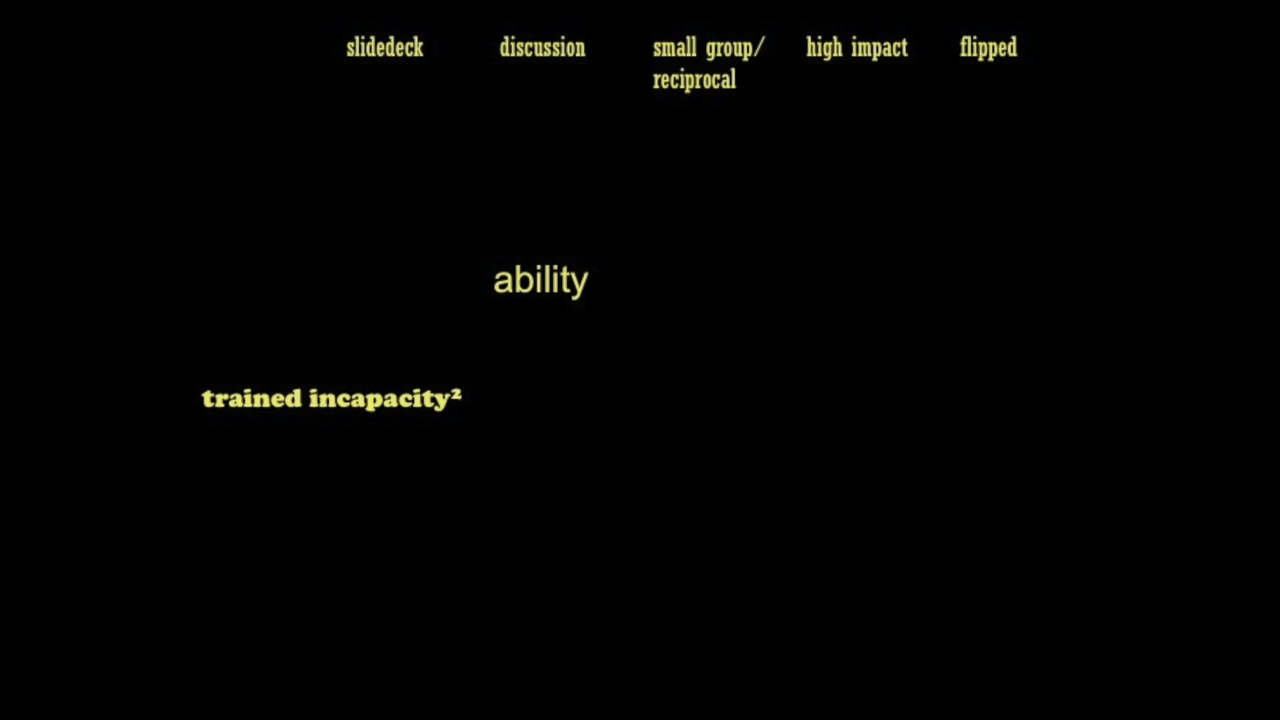 slidedeck discussion small group/ high impact flipped
reciprocal
ability
trained incapacity²